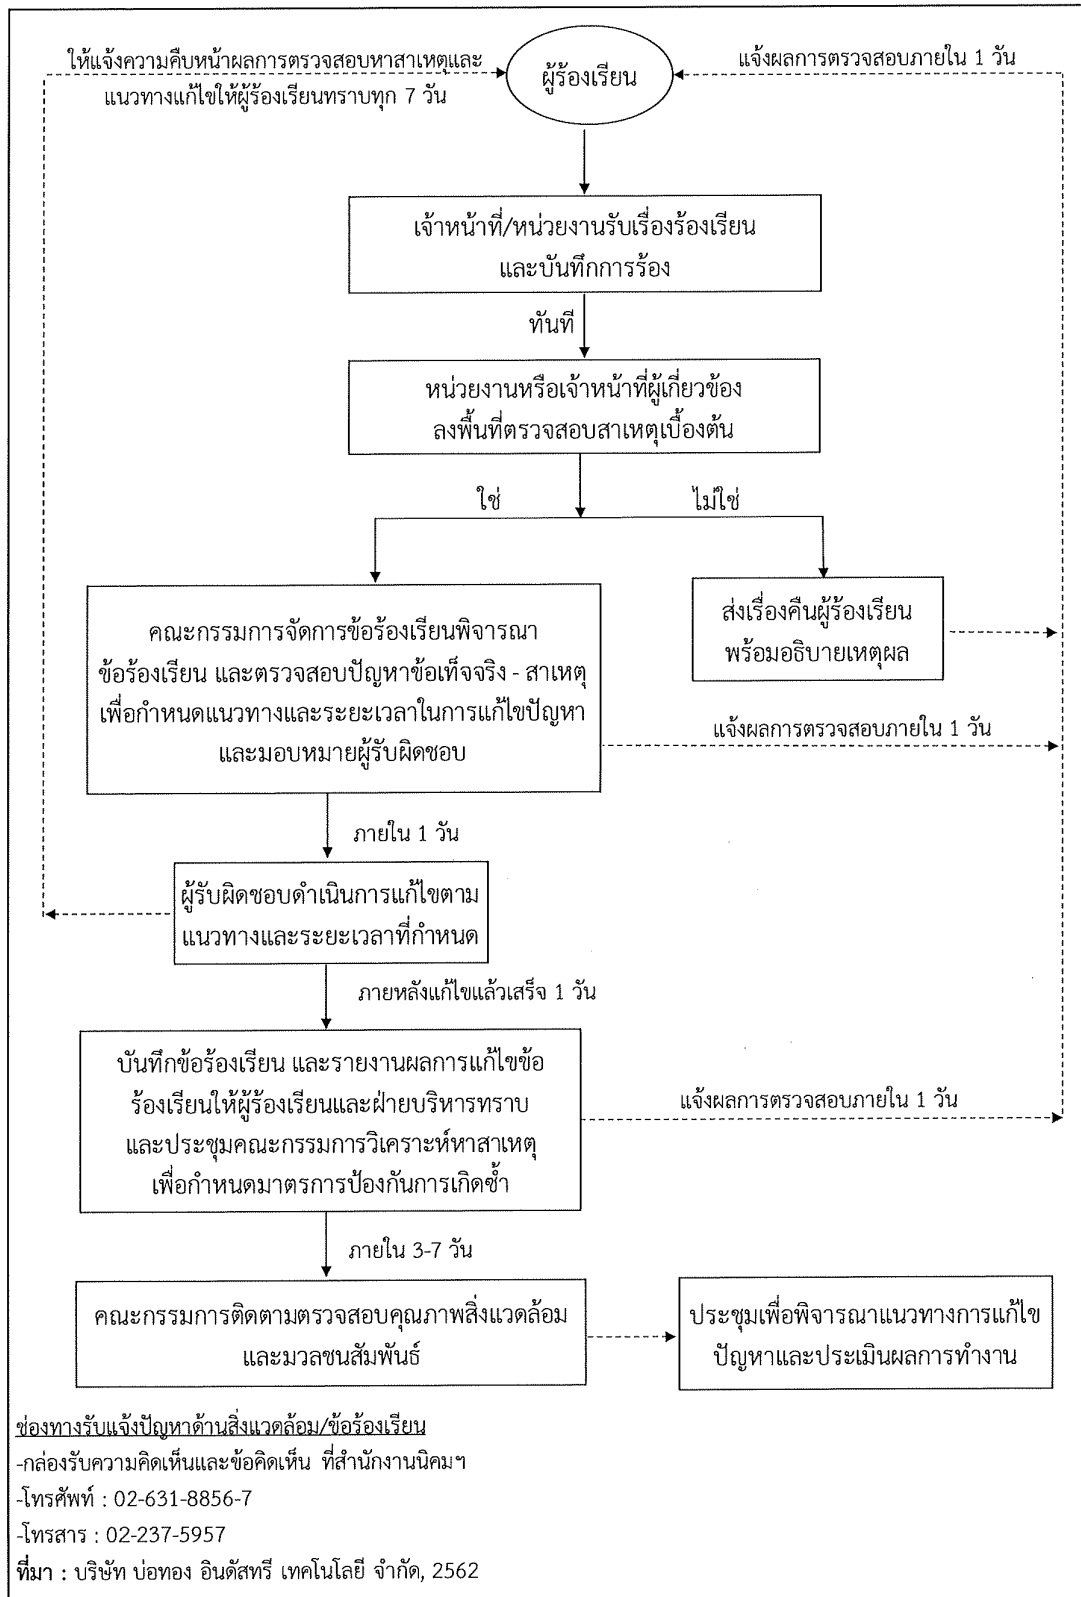 ให้แจ้งความคืบหน้าผลการตรวจสอบหาสาเหตุและ
แนวทางแก้ไขให้ผู้ร้องเรียนทราบทุก 7 วัน
ผู้ร้องเรียน
แจ้งผลการตรวจสอบภายใน 1 วัน
เจ้าหน้าที่/หน่วยงานรับเรื่องร้องเรียน
และบันทึกการร้อง
ทันที
หน่วยงานหรือเจ้าหน้าที่ผู้เกี่ยวข้อง
ลงพื้นที่ตรวจสอบสาเหตุเบื้องต้น
ใช่
ไม่ใช่
คณะกรรมการจัดการข้อร้องเรียนพิจารณา
ข้อร้องเรียน และตรวจสอบปัญหาข้อเท็จจริง - สาเหตุ
เพื่อกำหนดแนวทางและระยะเวลาในการแก้ไขปัญหา
และมอบหมายผู้รับผิดชอบ
ส่งเรื่องคืนผู้ร้องเรียน
พร้อมอธิบายเหตุผล
แจ้งผลการตรวจสอบภายใน 1 วัน
ภายใน 1 วัน
ผู้รับผิดชอบดำเนินการแก้ไขตาม
แนวทางและระยะเวลาที่กำหนด
ภายหลังแก้ไขแล้วเสร็จ 1 วัน
บันทึกข้อร้องเรียน และรายงานผลการแก้ไขข้อ
ร้องเรียนให้ผู้ร้องเรียนและฝ่ายบริหารทราบ
และประชุมคณะกรรมการวิเคราะห์หาสาเหตุ
เพื่อกำหนดมาตรการป้องกันการเกิดซ้ำ
แจ้งผลการตรวจสอบภายใน 1 วัน
ภายใน 3-7 วัน
คณะกรรมการติดตามตรวจสอบคุณภาพสิ่งแวดล้อม
และมวลชนสัมพันธ์
ประชุมเพื่อพิจารณาแนวทางการแก้ไข
ปัญหาและประเมินผลการทำงาน
ช่องทางรับแจ้งปัญหาด้านสิ่งแวดล้อม/ข้อร้องเรียน
-กล่องรับความคิดเห็นและข้อคิดเห็น ที่สำนักงานนิคมฯ
-โทรศัพท์ : 02-631-8856-7
-โทรสาร : 02-237-5957
ที่มา : บริษัท บ่อทอง อินดัสทรี เทคโนโลยี จำกัด, 2562